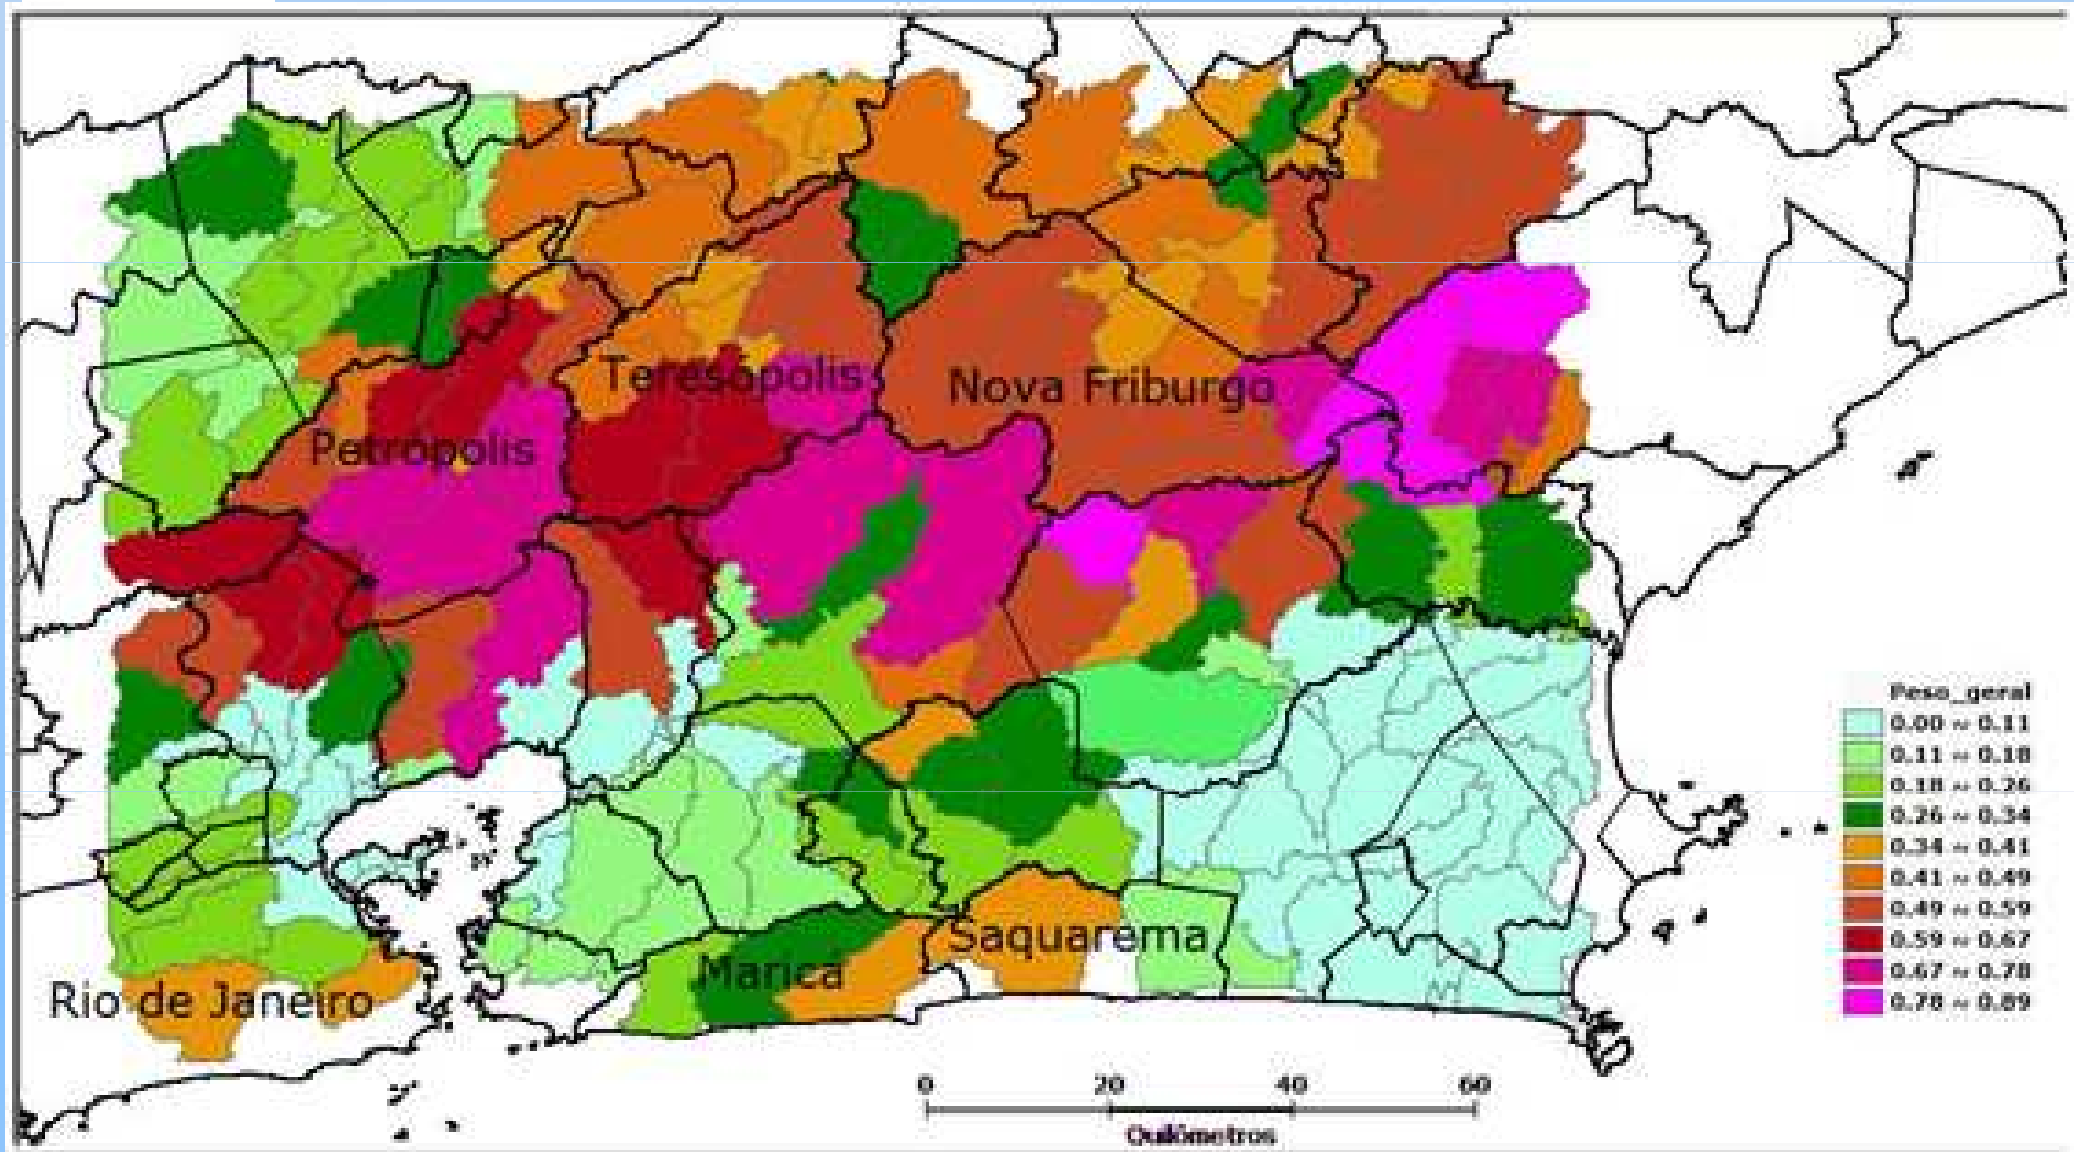 Teresópolis
Nova Friburgo
Petrópolis
Peso_geral
0.00 ~ 0.11
0.11 ~ 0.18
0.18 ~ 0.26
0.26 ~ 0.34
0.34 ~ 0.41
0.41 ~ 0.49
0.49 ~ 0.59
0.59 ~ 0.67
0.67 ~ 0.78
0.78 ~ 0.89
Saquarema
Maricá
Rio de Janeiro
0 20 40 60
Quilômetros